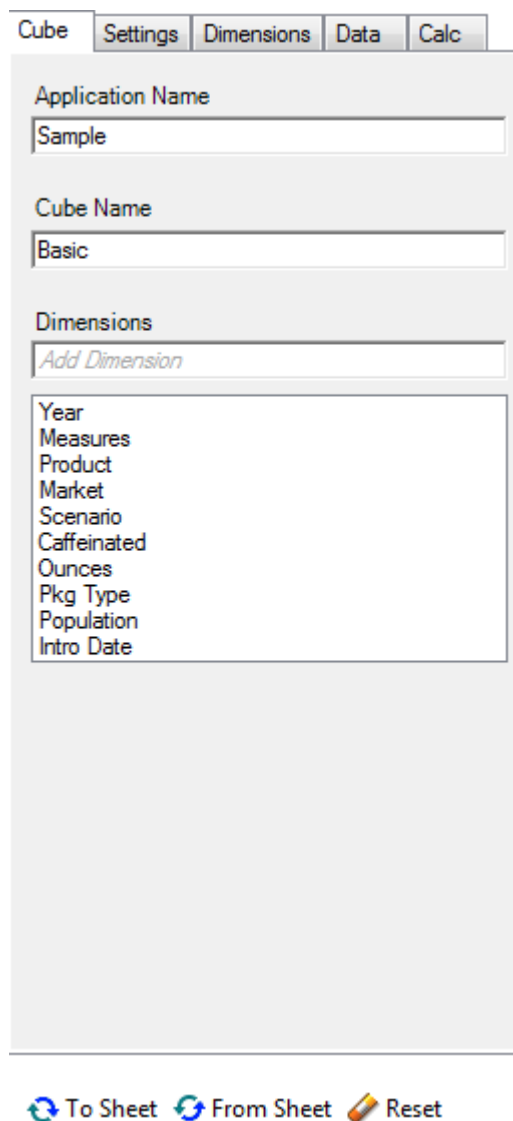 Cube Settings Dimensions Data Calc
Application Name
Sample
Cube Name
Basic
Dimensions
Add Dimension
Year
Measures
Product
Market
Scenario
Caffeinated
Ounces
Pkg Type
Population
Intro Date
To Sheet From Sheet Reset